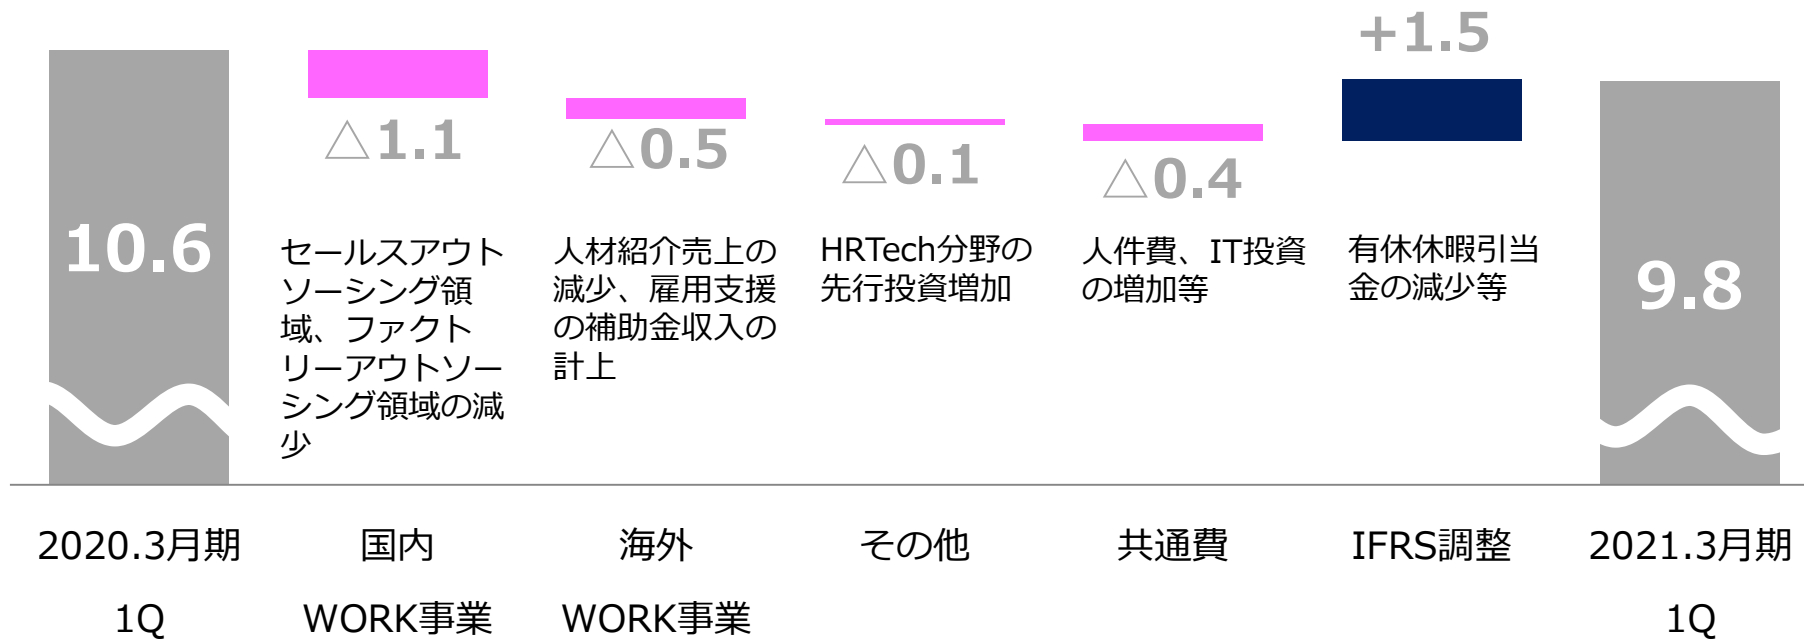 +1.5
△1.1
△0.5
△0.1
△0.4
10.6
9.8
セールスアウト
ソーシング領
域、ファクト
リーアウトソー
シング領域の減
少
人材紹介売上の
減少、雇用支援
の補助金収入の
計上
HRTech分野の
先行投資増加
人件費、IT投資
の増加等
有休休暇引当
金の減少等
2020.3月期
1Q
国内
WORK事業
海外
WORK事業
その他
共通費
IFRS調整
2021.3月期
1Q